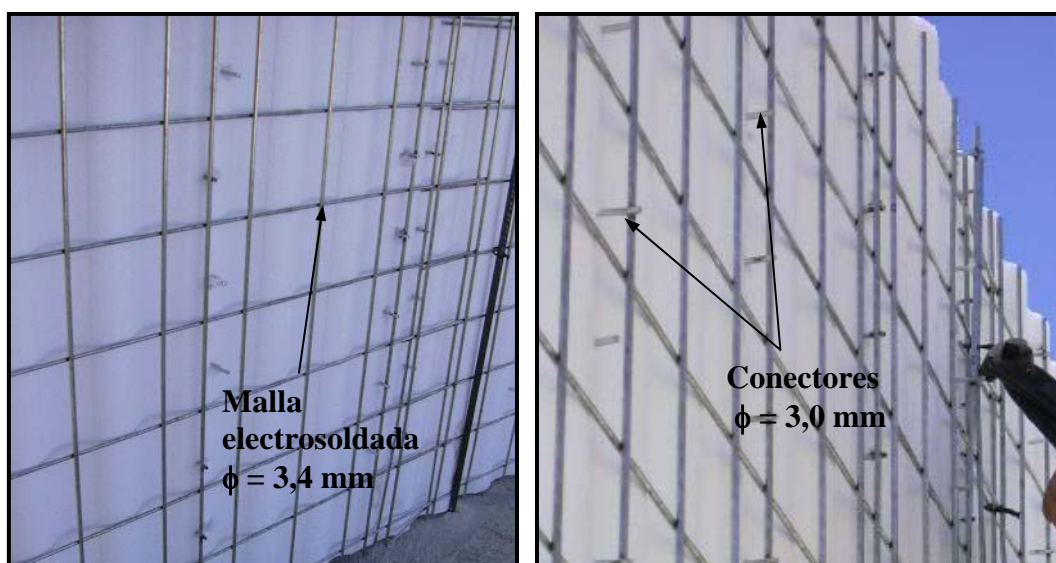 Malla
electrosoldada
ϕ = 3,4 mm
Conectores
ϕ = 3,0 mm